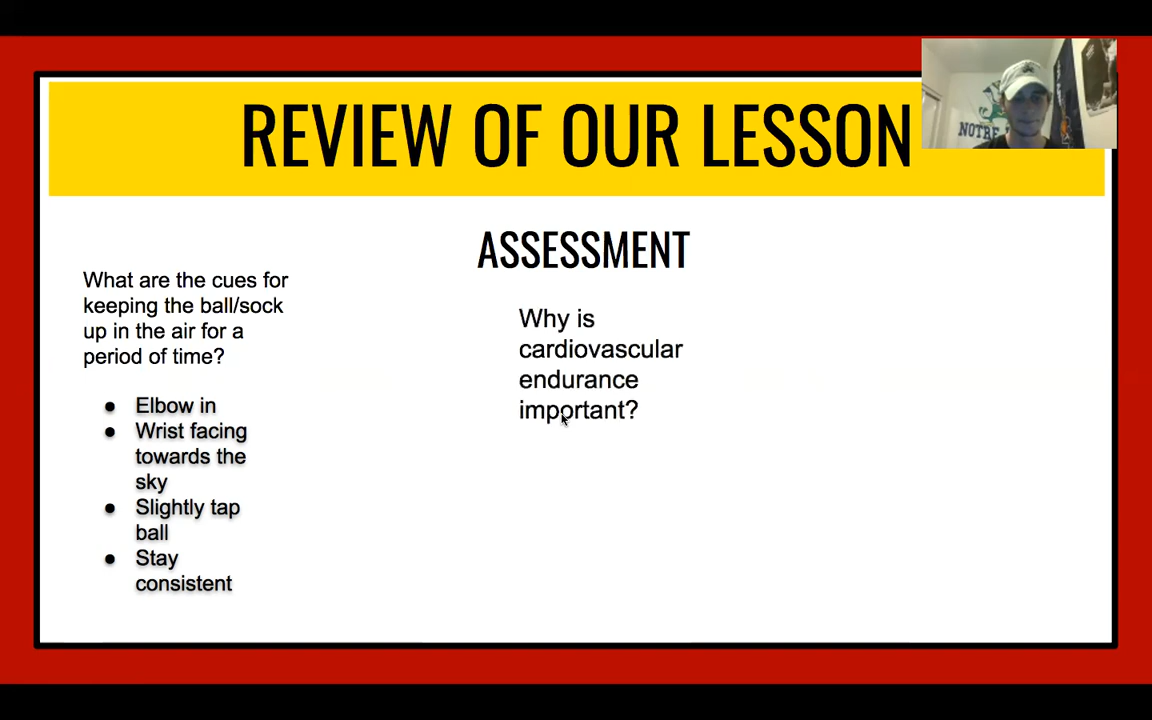 REVIEW OF OUR LESSON
NOTRE
ASSESSMENT
What are the cues for
keeping the ball/sock
up in the air for a
period of time?
● Elbow in
● Wrist facing
towards the
sky
● Slightly tap
ball
● Stay
consistent
Why is
cardiovascular
endurance
important?